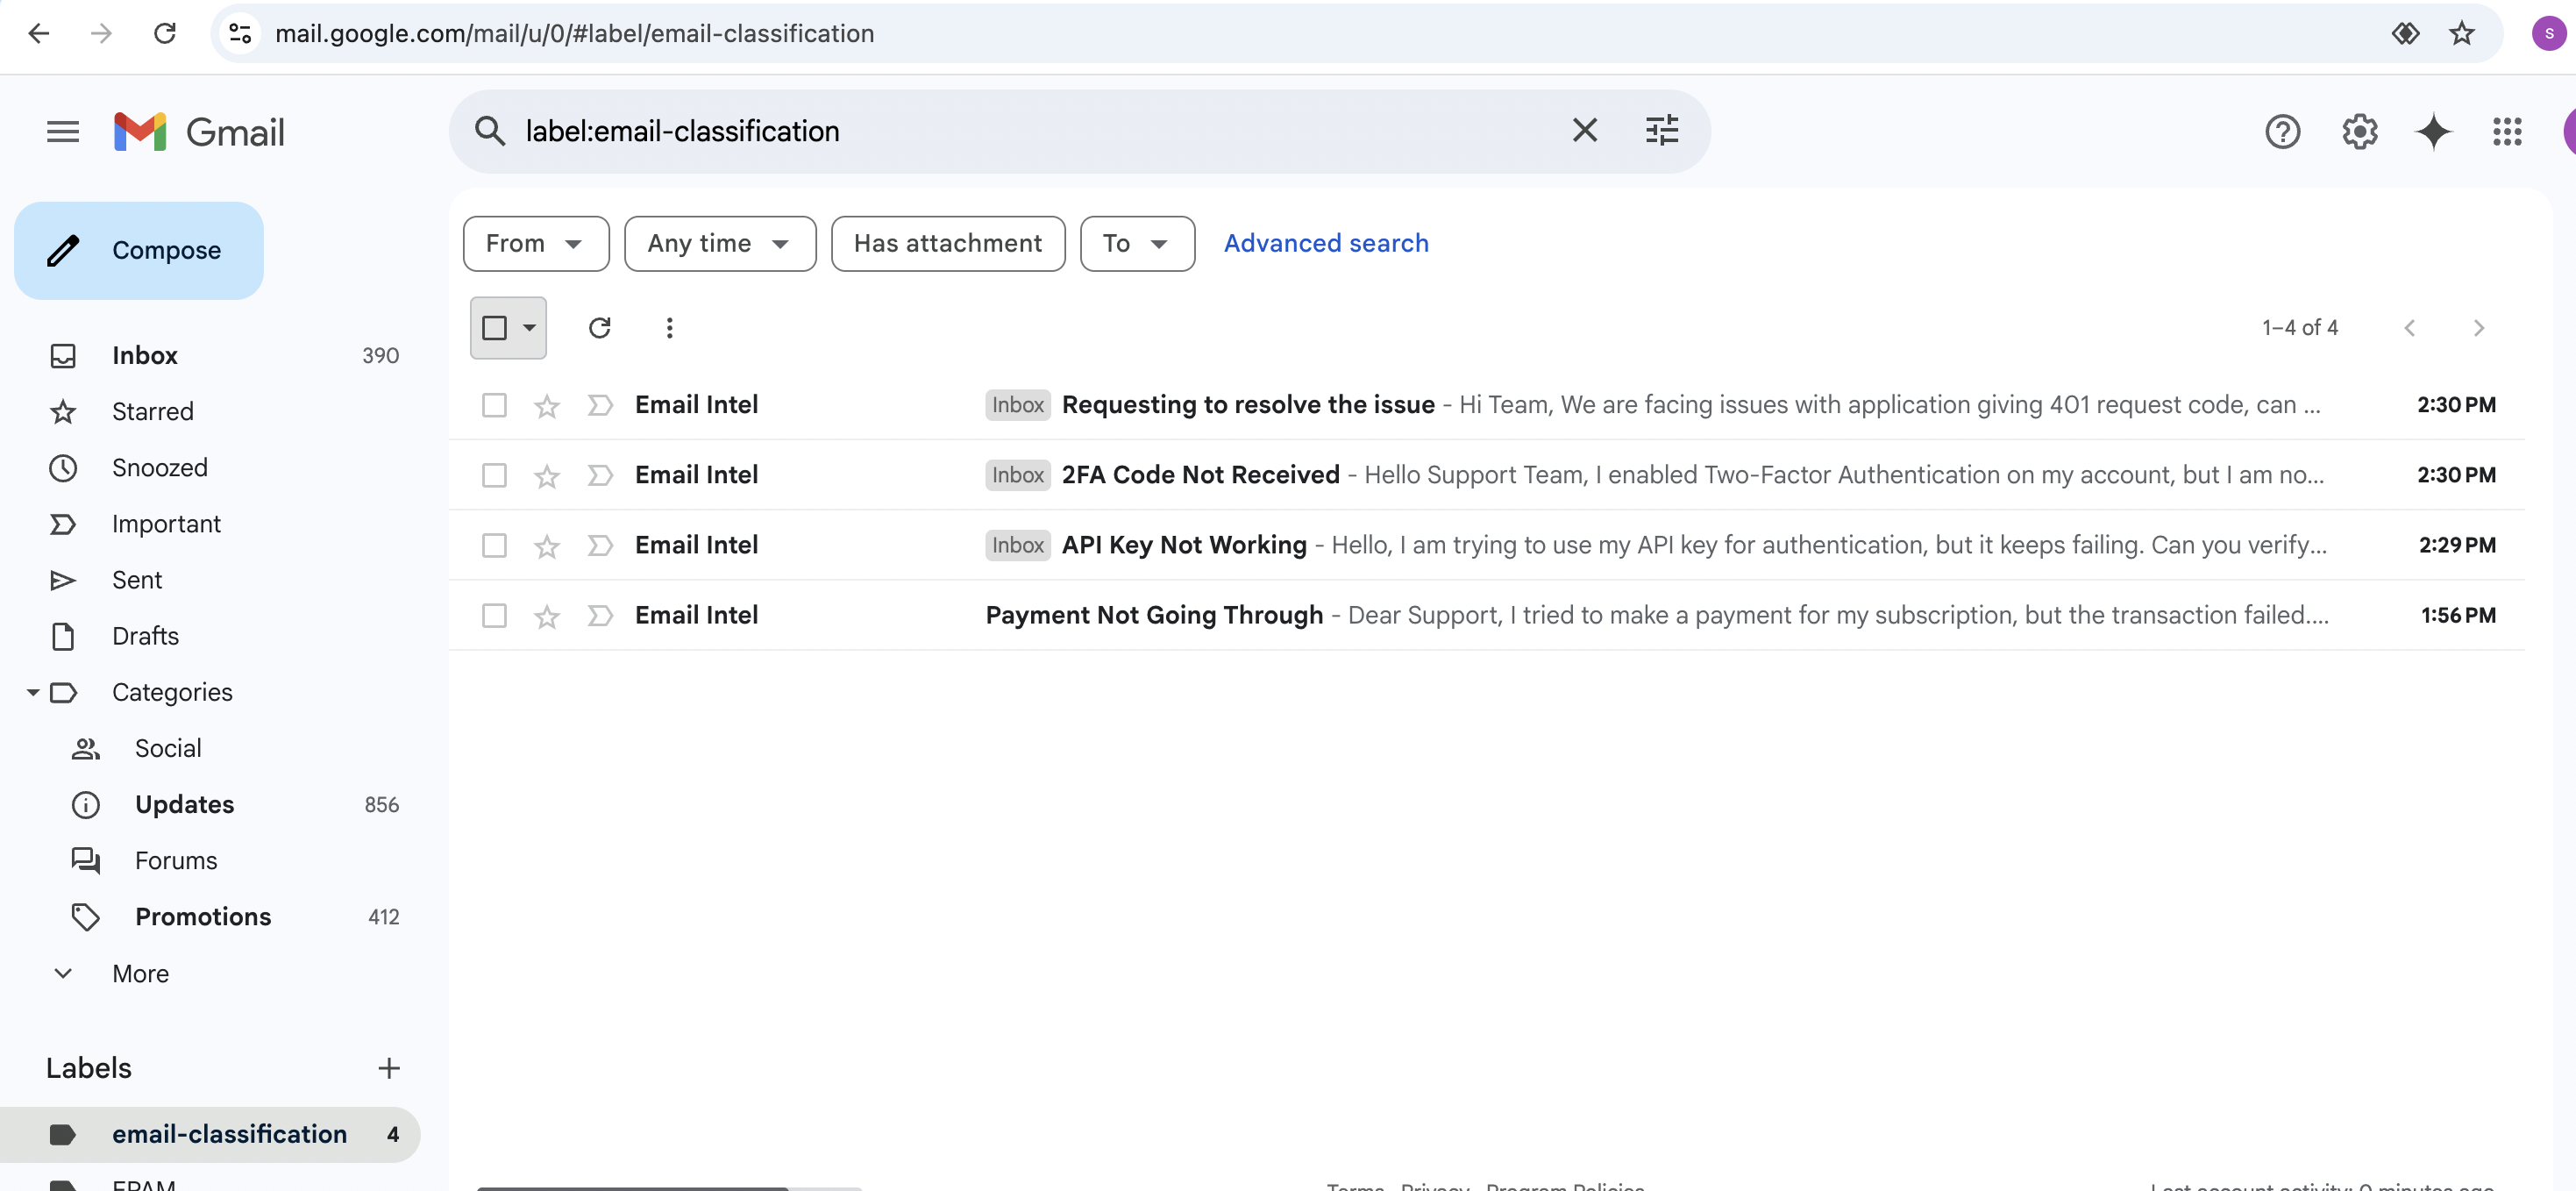 mail.google.com/mail/u/0/#label/email-classification
S
Gmail
label:email-classification
Compose
From
Any time
Has attachment
To
Advanced search
1–4 of 4
Inbox 390
Starred
Snoozed
Important
Sent
Drafts
Categories
Social
Updates 856
Forums
Promotions 412
More
Labels
email-classification 4
EPAM
Email Intel Inbox Requesting to resolve the issue - Hi Team, We are facing issues with application giving 401 request code, can ... 2:30 PM
Email Intel Inbox 2FA Code Not Received - Hello Support Team, I enabled Two-Factor Authentication on my account, but I am no... 2:30 PM
Email Intel Inbox API Key Not Working - Hello, I am trying to use my API key for authentication, but it keeps failing. Can you verify... 2:29 PM
Email Intel Payment Not Going Through - Dear Support, I tried to make a payment for my subscription, but the transaction failed.... 1:56 PM
Terms · Privacy · Program Policies
Last account activity: 0 minutes ago